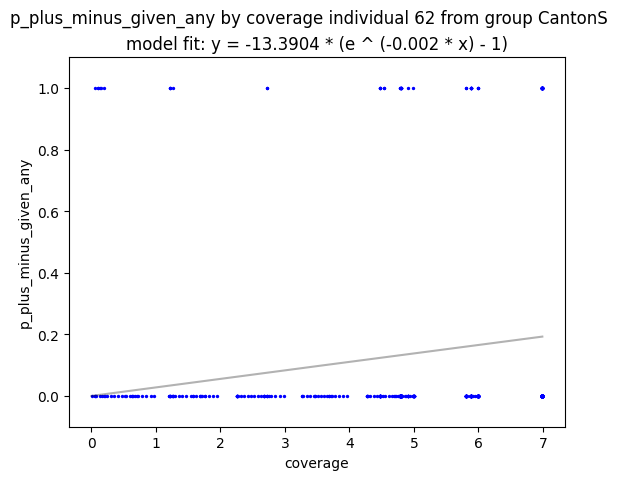 p_plus_minus_given_any by coverage individual 62 from group CantonS
model fit: y = -13.3904 * (e ^ (-0.002 * x) - 1)
1.0
0.8
0.6
0.4
0.2
0.0
p_plus_minus_given_any
0 1 2 3 4 5 6 7
coverage